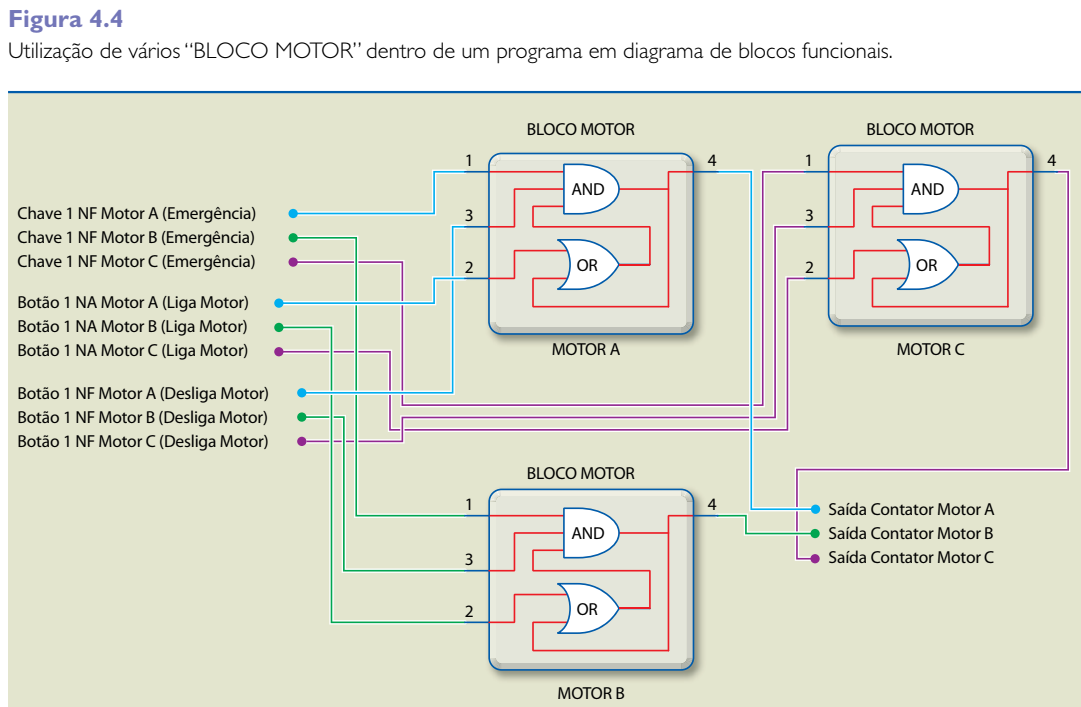 Figura 4.4
Utilização de vários “BLOCO MOTOR” dentro de um programa em diagrama de blocos funcionais.
BLOCO MOTOR
1
3
2
4
AND
OR
MOTOR A
BLOCO MOTOR
1
3
2
4
AND
OR
MOTOR C
Chave 1 NF Motor A (Emergência)
Chave 1 NF Motor B (Emergência)
Chave 1 NF Motor C (Emergência)
Botão 1 NA Motor A (Liga Motor)
Botão 1 NA Motor B (Liga Motor)
Botão 1 NA Motor C (Liga Motor)
Botão 1 NF Motor A (Desliga Motor)
Botão 1 NF Motor B (Desliga Motor)
Botão 1 NF Motor C (Desliga Motor)
BLOCO MOTOR
1
3
2
4
AND
OR
MOTOR B
Saída Contator Motor A
Saída Contator Motor B
Saída Contator Motor C